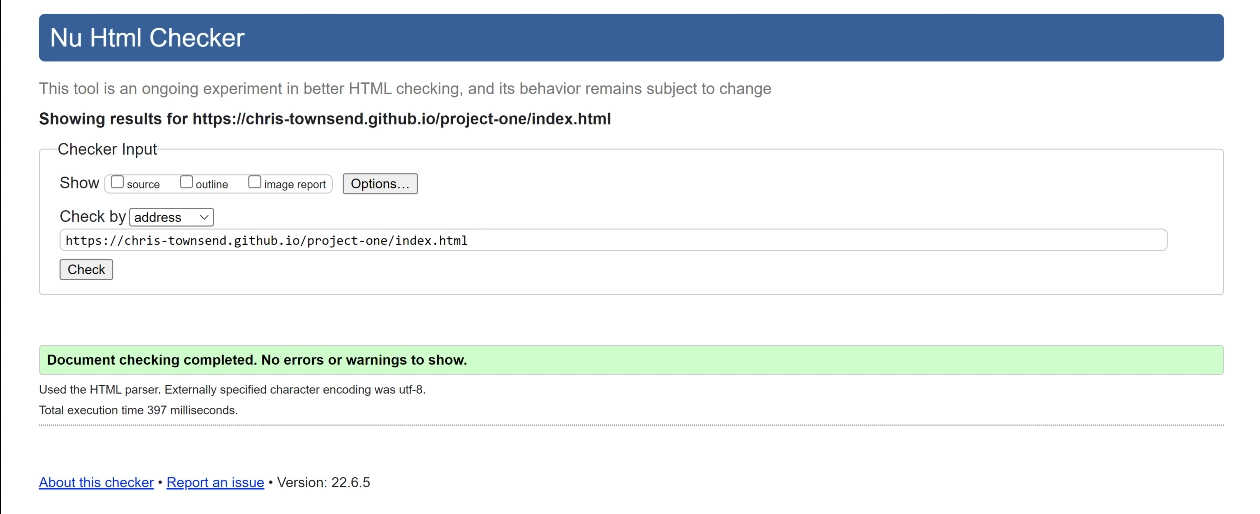 Nu Html Checker
This tool is an ongoing experiment in better HTML checking, and its behavior remains subject to change
Showing results for https://chris-townsend.github.io/project-one/index.html
Checker Input
Show source outline image report Options...
Check by address
https://chris-townsend.github.io/project-one/index.html
Check
Document checking completed. No errors or warnings to show.
Used the HTML parser. Externally specified character encoding was utf-8.
Total execution time 397 milliseconds.
About this checker • Report an issue • Version: 22.6.5